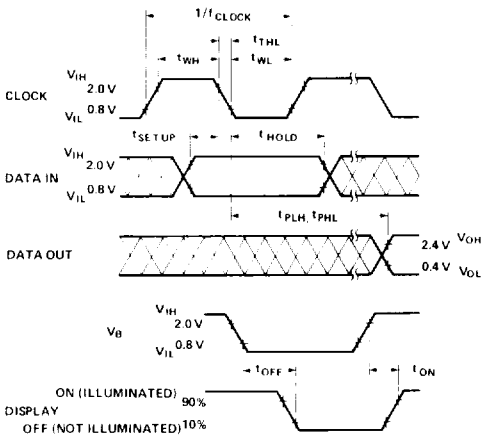 1/fCLOCK
tTHL
tWH
tWL
VIH
2.0 V
CLOCK
0.8 V
VIL
tSETUP
tHOLD
VIH
2.0 V
DATA IN
0.8 V
VIL
tPLH, tPHL
VOH
2.4 V
DATA OUT
0.4 V
VOL
VIH
2.0 V
VB
VIL 0.8 V
tOFF
tON
ON (ILLUMINATED)
90%
DISPLAY
OFF (NOT ILLUMINATED) 10%